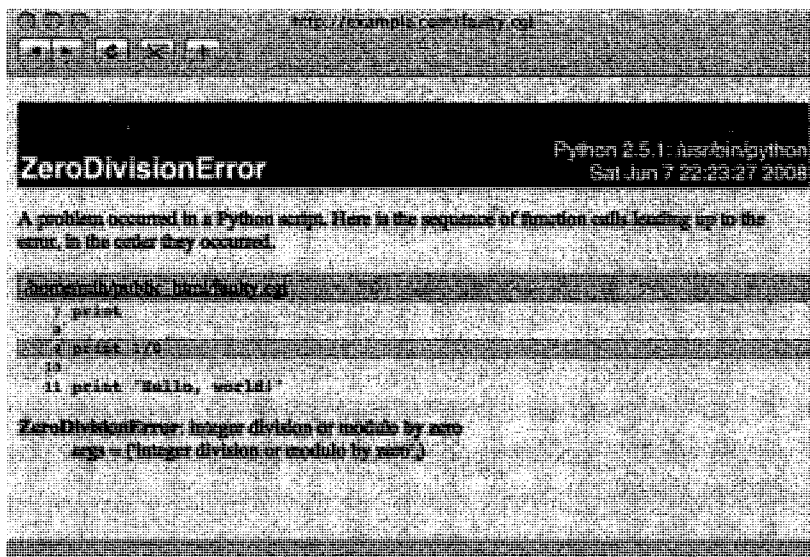 http://example.com/faulty.cgi
ZeroDivisionError
Python 2.5.1: /usr/bin/python
Sat Jun 7 22:23:27 2008
A problem occurred in a Python script. Here is the sequence of function calls leading up to the
error, in the order they occurred.
7 print
8
9 print 1/0
10
11 print "Hello, world!"
ZeroDivisionError: integer division or modulo by zero
args = ('integer division or modulo by zero',)